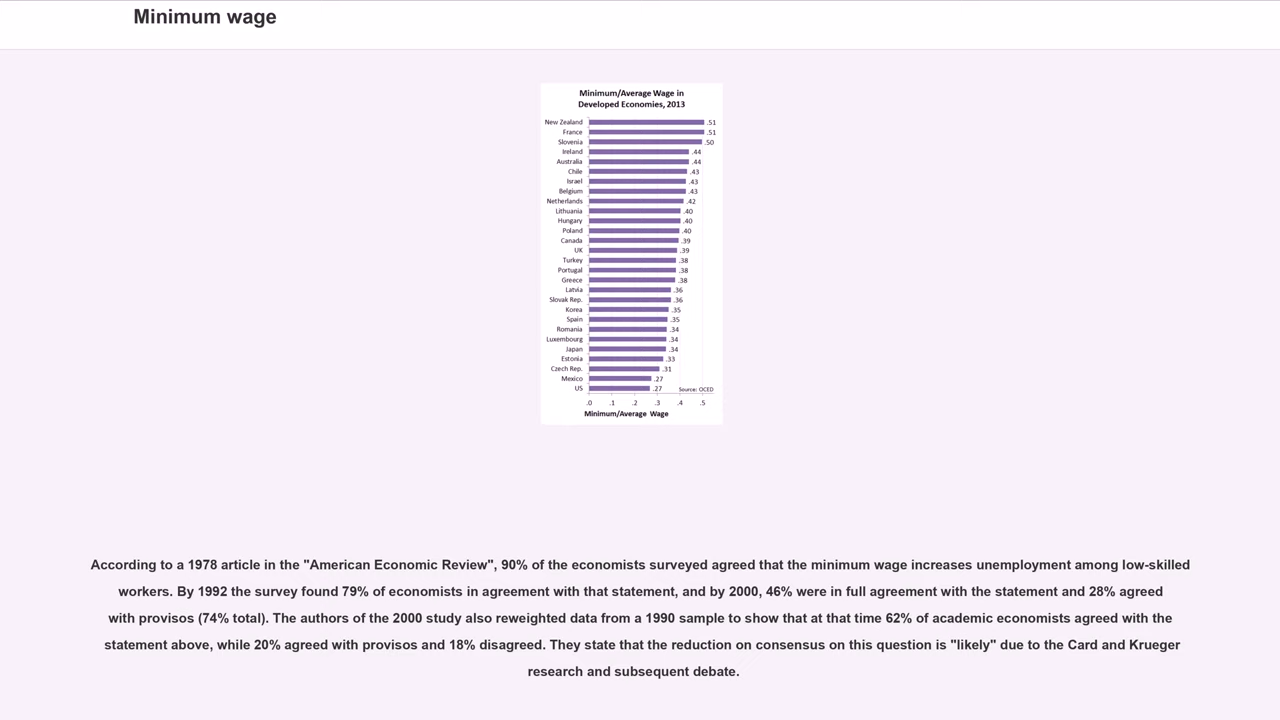 Minimum wage
Minimum/Average Wage in
Developed Economies, 2013
New Zealand .51
France .51
Slovenia .50
Ireland .44
Australia .44
Chile .43
Israel .43
Belgium .43
Netherlands .42
Lithuania .40
Hungary .40
Poland .40
Canada .39
UK .39
Turkey .38
Portugal .38
Greece .38
Latvia .36
Slovak Rep. .36
Korea .35
Spain .35
Romania .34
Luxembourg .34
Japan .34
Estonia .33
Czech Rep. .31
Mexico .27
US .27 Source: OCED
.0 .1 .2 .3 .4 .5
Minimum/Average Wage
According to a 1978 article in the "American Economic Review", 90% of the economists surveyed agreed that the minimum wage increases unemployment among low-skilled
workers. By 1992 the survey found 79% of economists in agreement with that statement, and by 2000, 46% were in full agreement with the statement and 28% agreed
with provisos (74% total). The authors of the 2000 study also reweighted data from a 1990 sample to show that at that time 62% of academic economists agreed with the
statement above, while 20% agreed with provisos and 18% disagreed. They state that the reduction on consensus on this question is "likely" due to the Card and Krueger
research and subsequent debate.